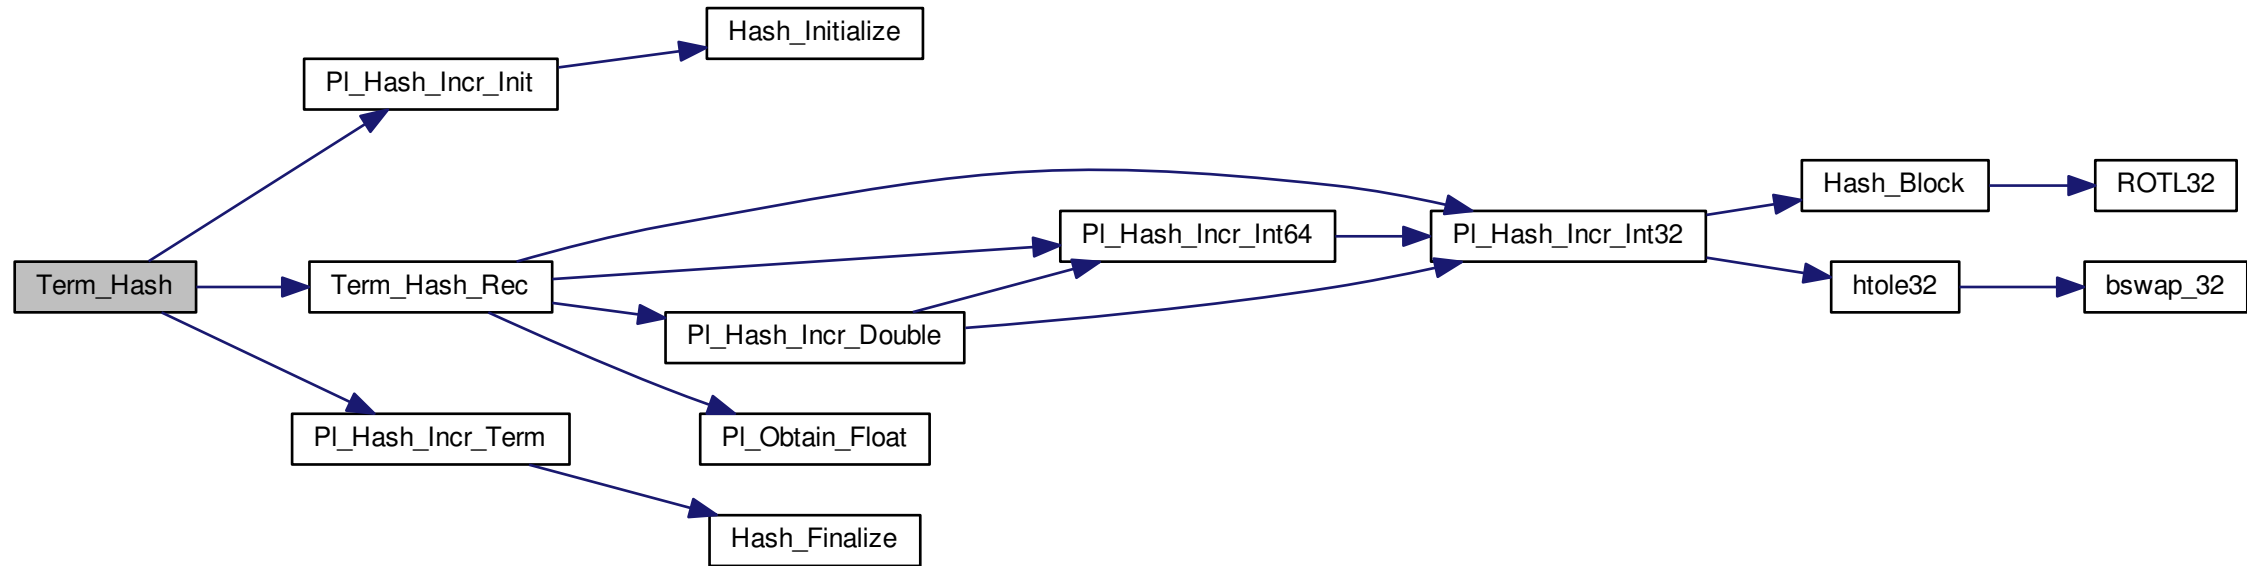 Hash_Initialize
Pl_Hash_Incr_Init
Hash_Block
ROTL32
Pl_Hash_Incr_Int64
Pl_Hash_Incr_Int32
Term_Hash
Term_Hash_Rec
htole32
bswap_32
Pl_Hash_Incr_Double
Pl_Hash_Incr_Term
Pl_Obtain_Float
Hash_Finalize